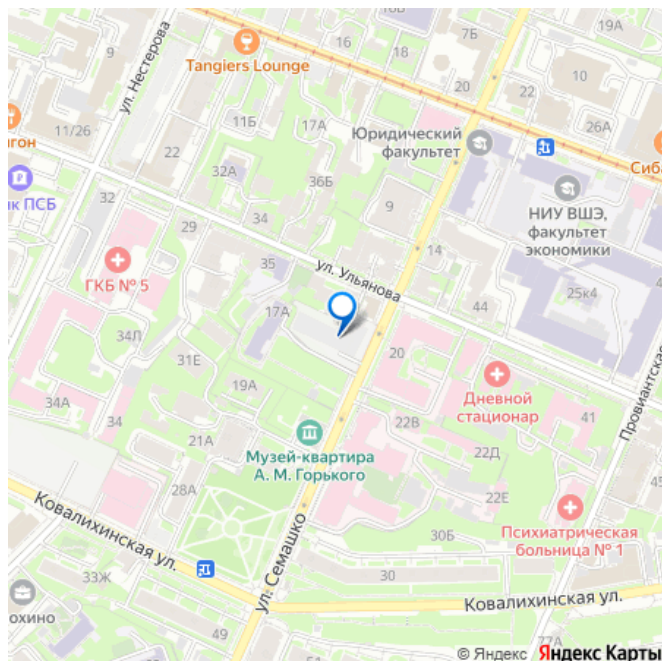 19А
16
18
7Б
Tangiers Lounge
ул. Нестерова
20
22
10
11Б
17А
11/26
гон
Юридический
факультет
26А
Сиба
22
32А
36Б
9
НИУ ВШЭ,
факультет
экономики
к ПСБ
32
29
34
14
ГКБ № 5
35
ул. Ульянова
44
25к4
17А
34Л
31Е
20
Дневной
стационар
Провиантская
19А
34А
34
22В
41
21А
Музей-квартира
А. М. Горького
22Д
22Е
28А
Ковалихинская ул.
ул. Семашко
30Б
Психиатрическая
больница № 1
33Ж
30
охино
49
Ковалихинская ул.
77А
© Яндекс Яндекс Карты